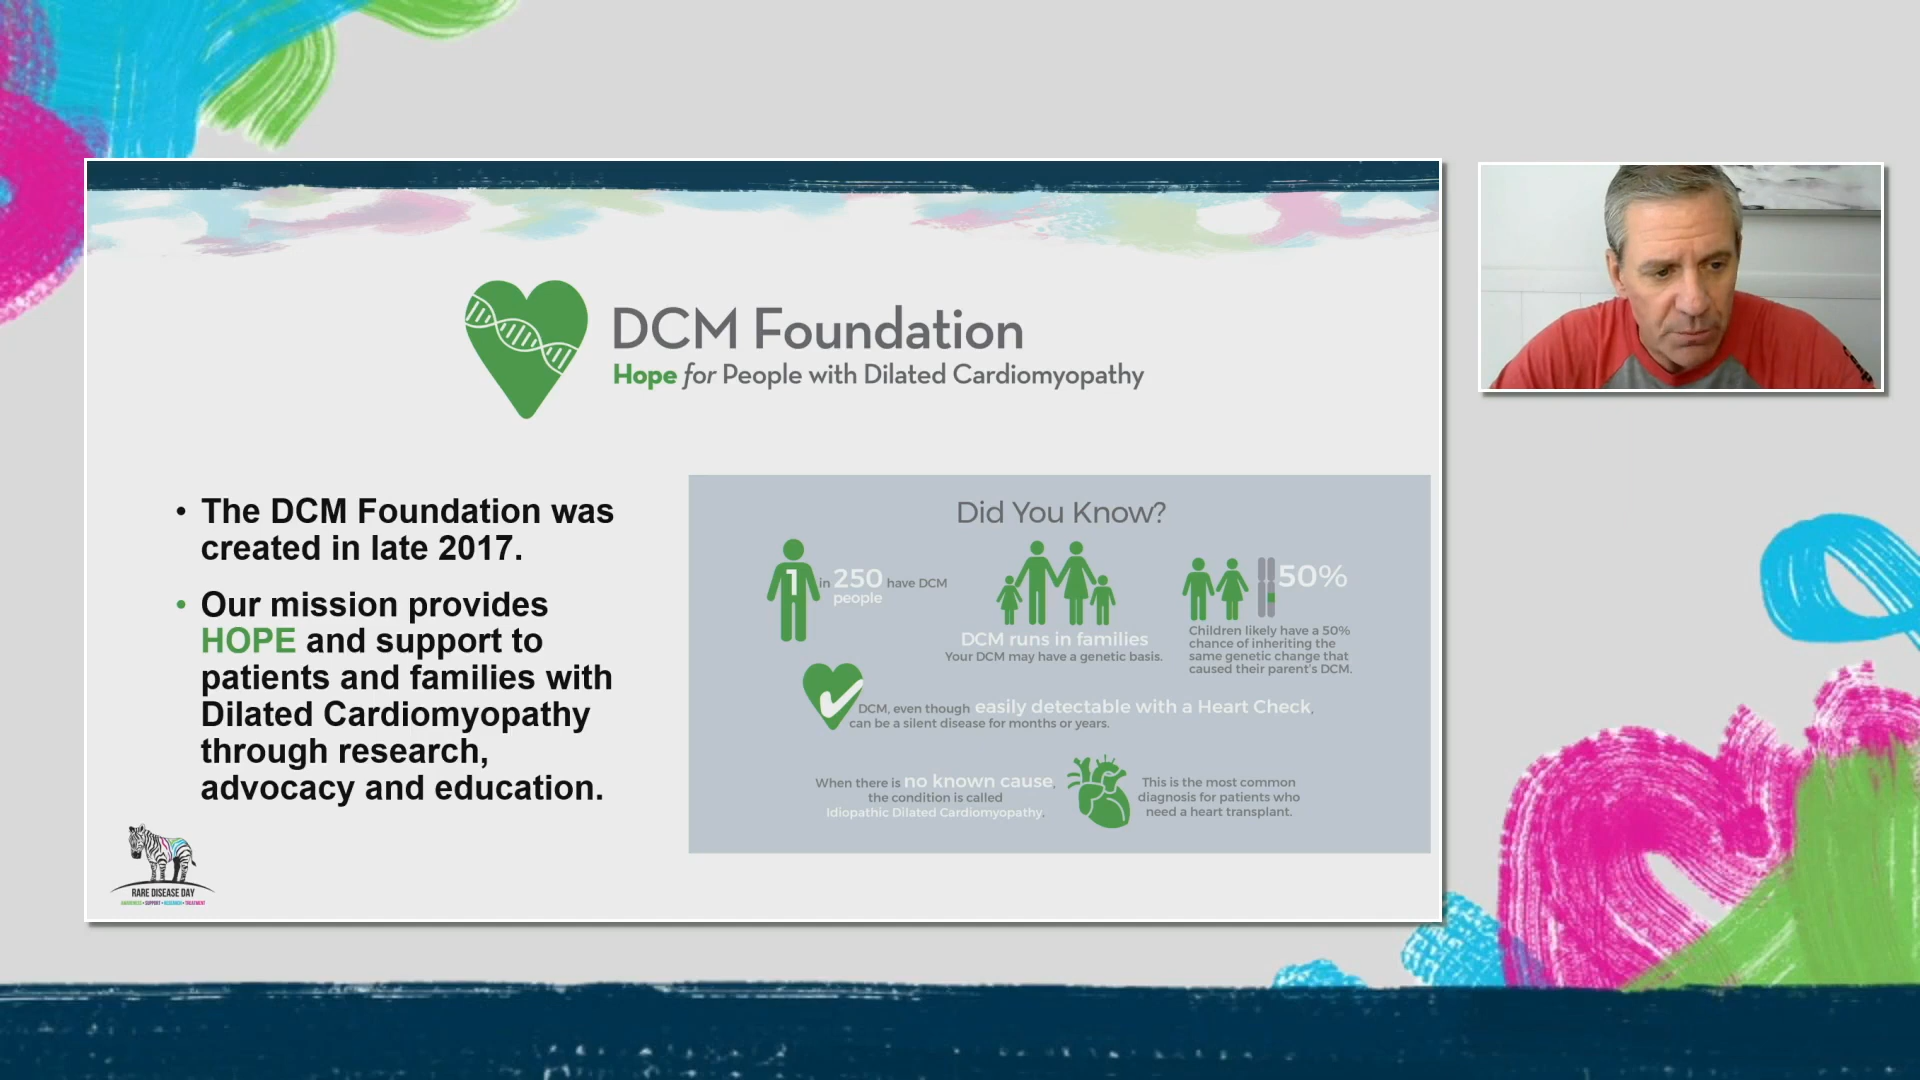 DCM Foundation
Hope for People with Dilated Cardiomyopathy
• The DCM Foundation was
created in late 2017.
• Our mission provides
HOPE and support to
patients and families with
Dilated Cardiomyopathy
through research,
advocacy and education.
Did You Know?
1 in 250 have DCM
people
DCM runs in families
Your DCM may have a genetic basis.
50%
Children likely have a 50%
chance of inheriting the
same genetic change that
caused their parent's DCM.
DCM, even though easily detectable with a Heart Check,
can be a silent disease for months or years.
When there is no known cause,
the condition is called
Idiopathic Dilated Cardiomyopathy.
This is the most common
diagnosis for patients who
need a heart transplant.
RARE DISEASE DAY
AWARENESS • SUPPORT • RESEARCH • TREATMENT